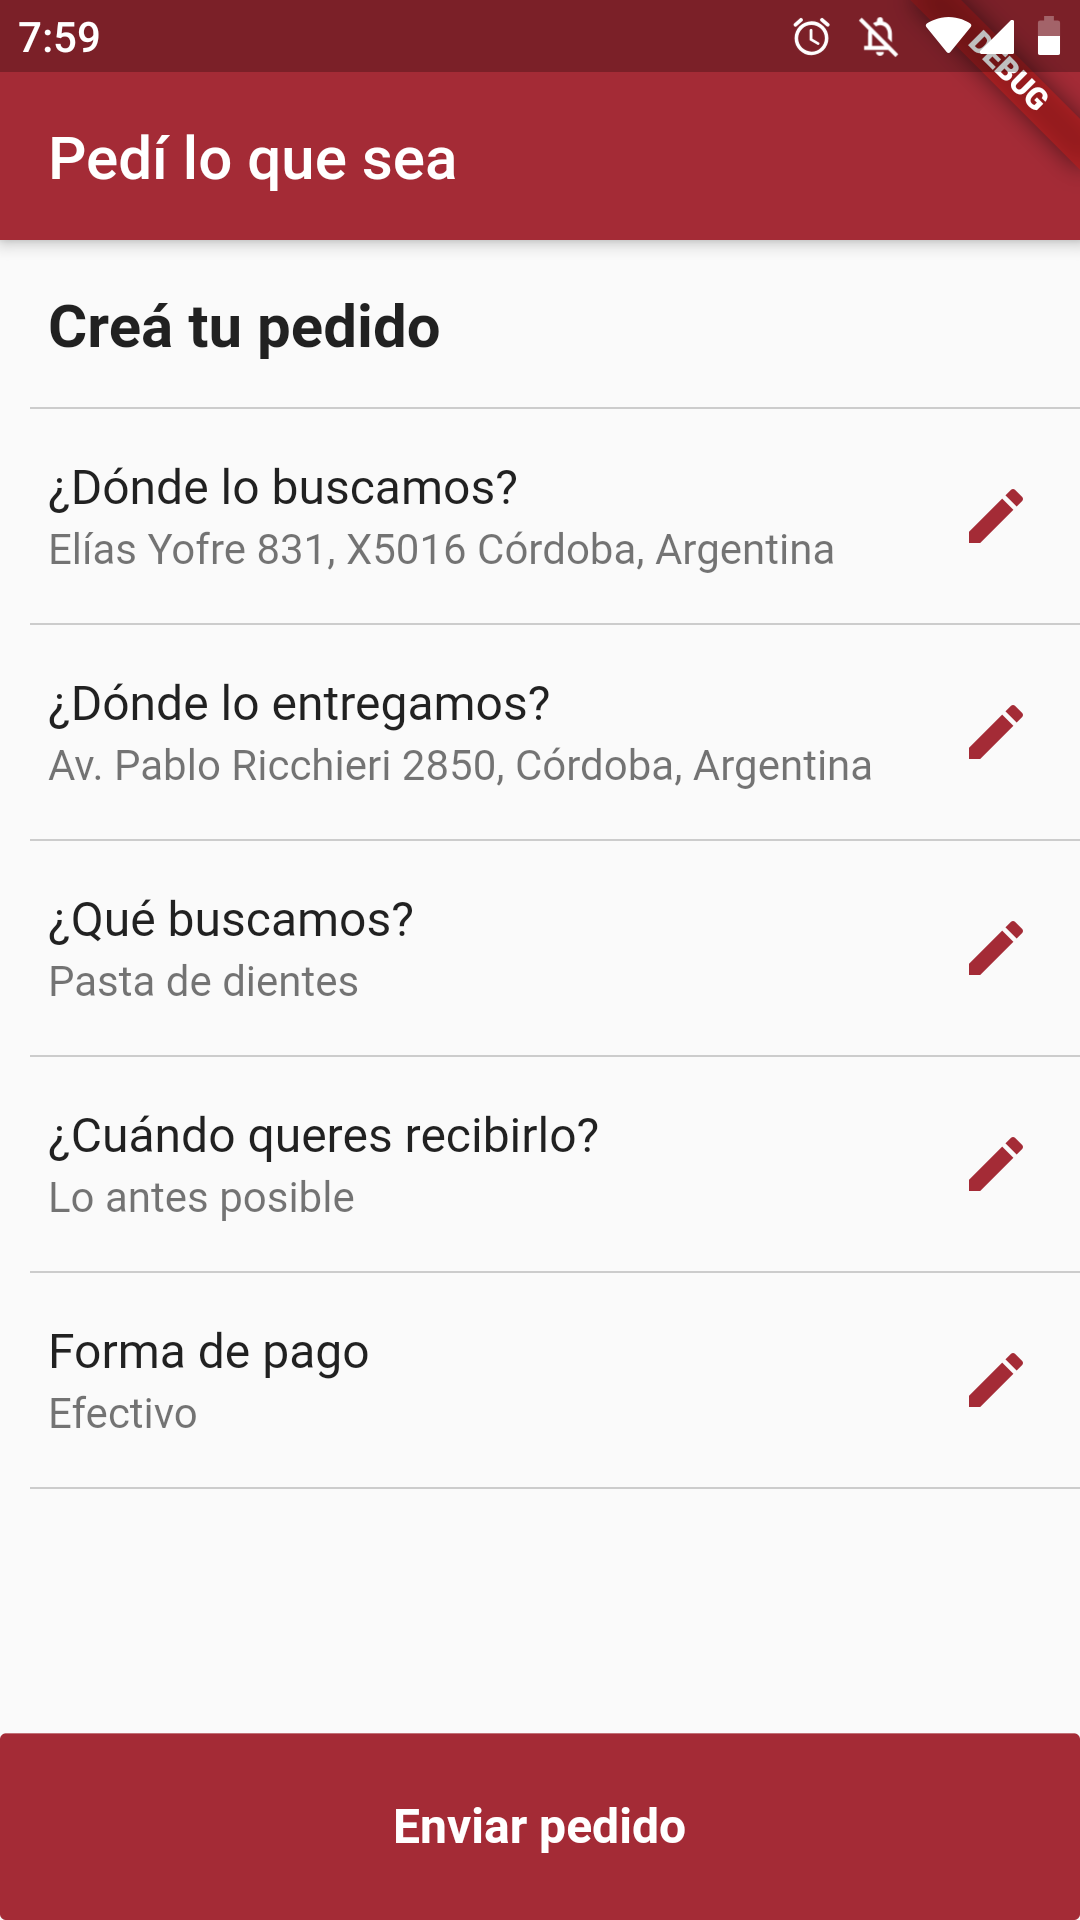 7:59
DEBUG
Pedí lo que sea
Creá tu pedido
¿Dónde lo buscamos?
Elías Yofre 831, X5016 Córdoba, Argentina
¿Dónde lo entregamos?
Av. Pablo Ricchieri 2850, Córdoba, Argentina
¿Qué buscamos?
Pasta de dientes
¿Cuándo queres recibirlo?
Lo antes posible
Forma de pago
Efectivo
Enviar pedido